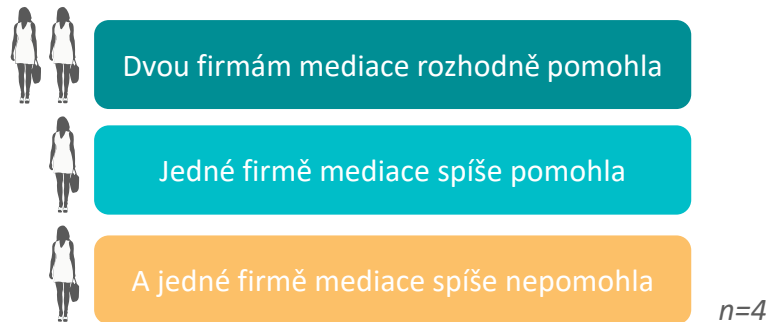 Dvou firmám mediace rozhodně pomohla
Jedné firmě mediace spíše pomohla
A jedné firmě mediace spíše nepomohla
n=4